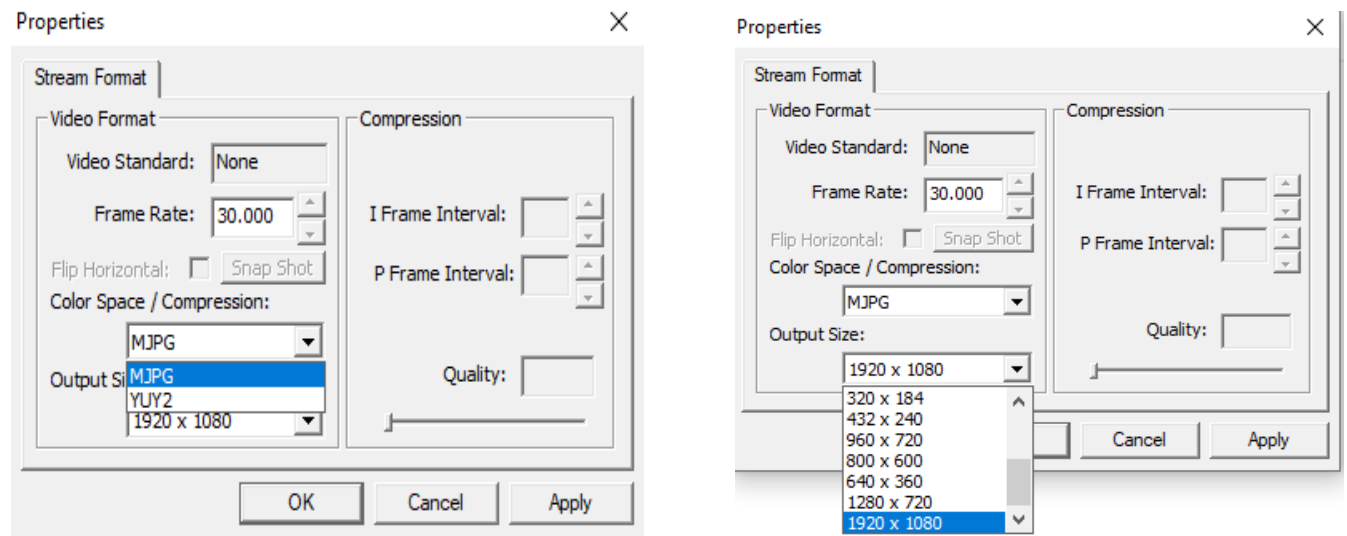 Properties
Stream Format
Video Format
Video Standard: None
Frame Rate: 30.000
Flip Horizontal: Snap Shot
Color Space / Compression:
MJPG
MJPG
YUY2
Output Si
1920 x 1080
Compression
I Frame Interval:
P Frame Interval:
Quality:
OK Cancel Apply
Properties
Stream Format
Video Format
Video Standard: None
Frame Rate: 30.000
Flip Horizontal: Snap Shot
Color Space / Compression:
MJPG
Output Size:
1920 x 1080
320 x 184
432 x 240
960 x 720
800 x 600
640 x 360
1280 x 720
1920 x 1080
Compression
I Frame Interval:
P Frame Interval:
Quality:
Cancel Apply